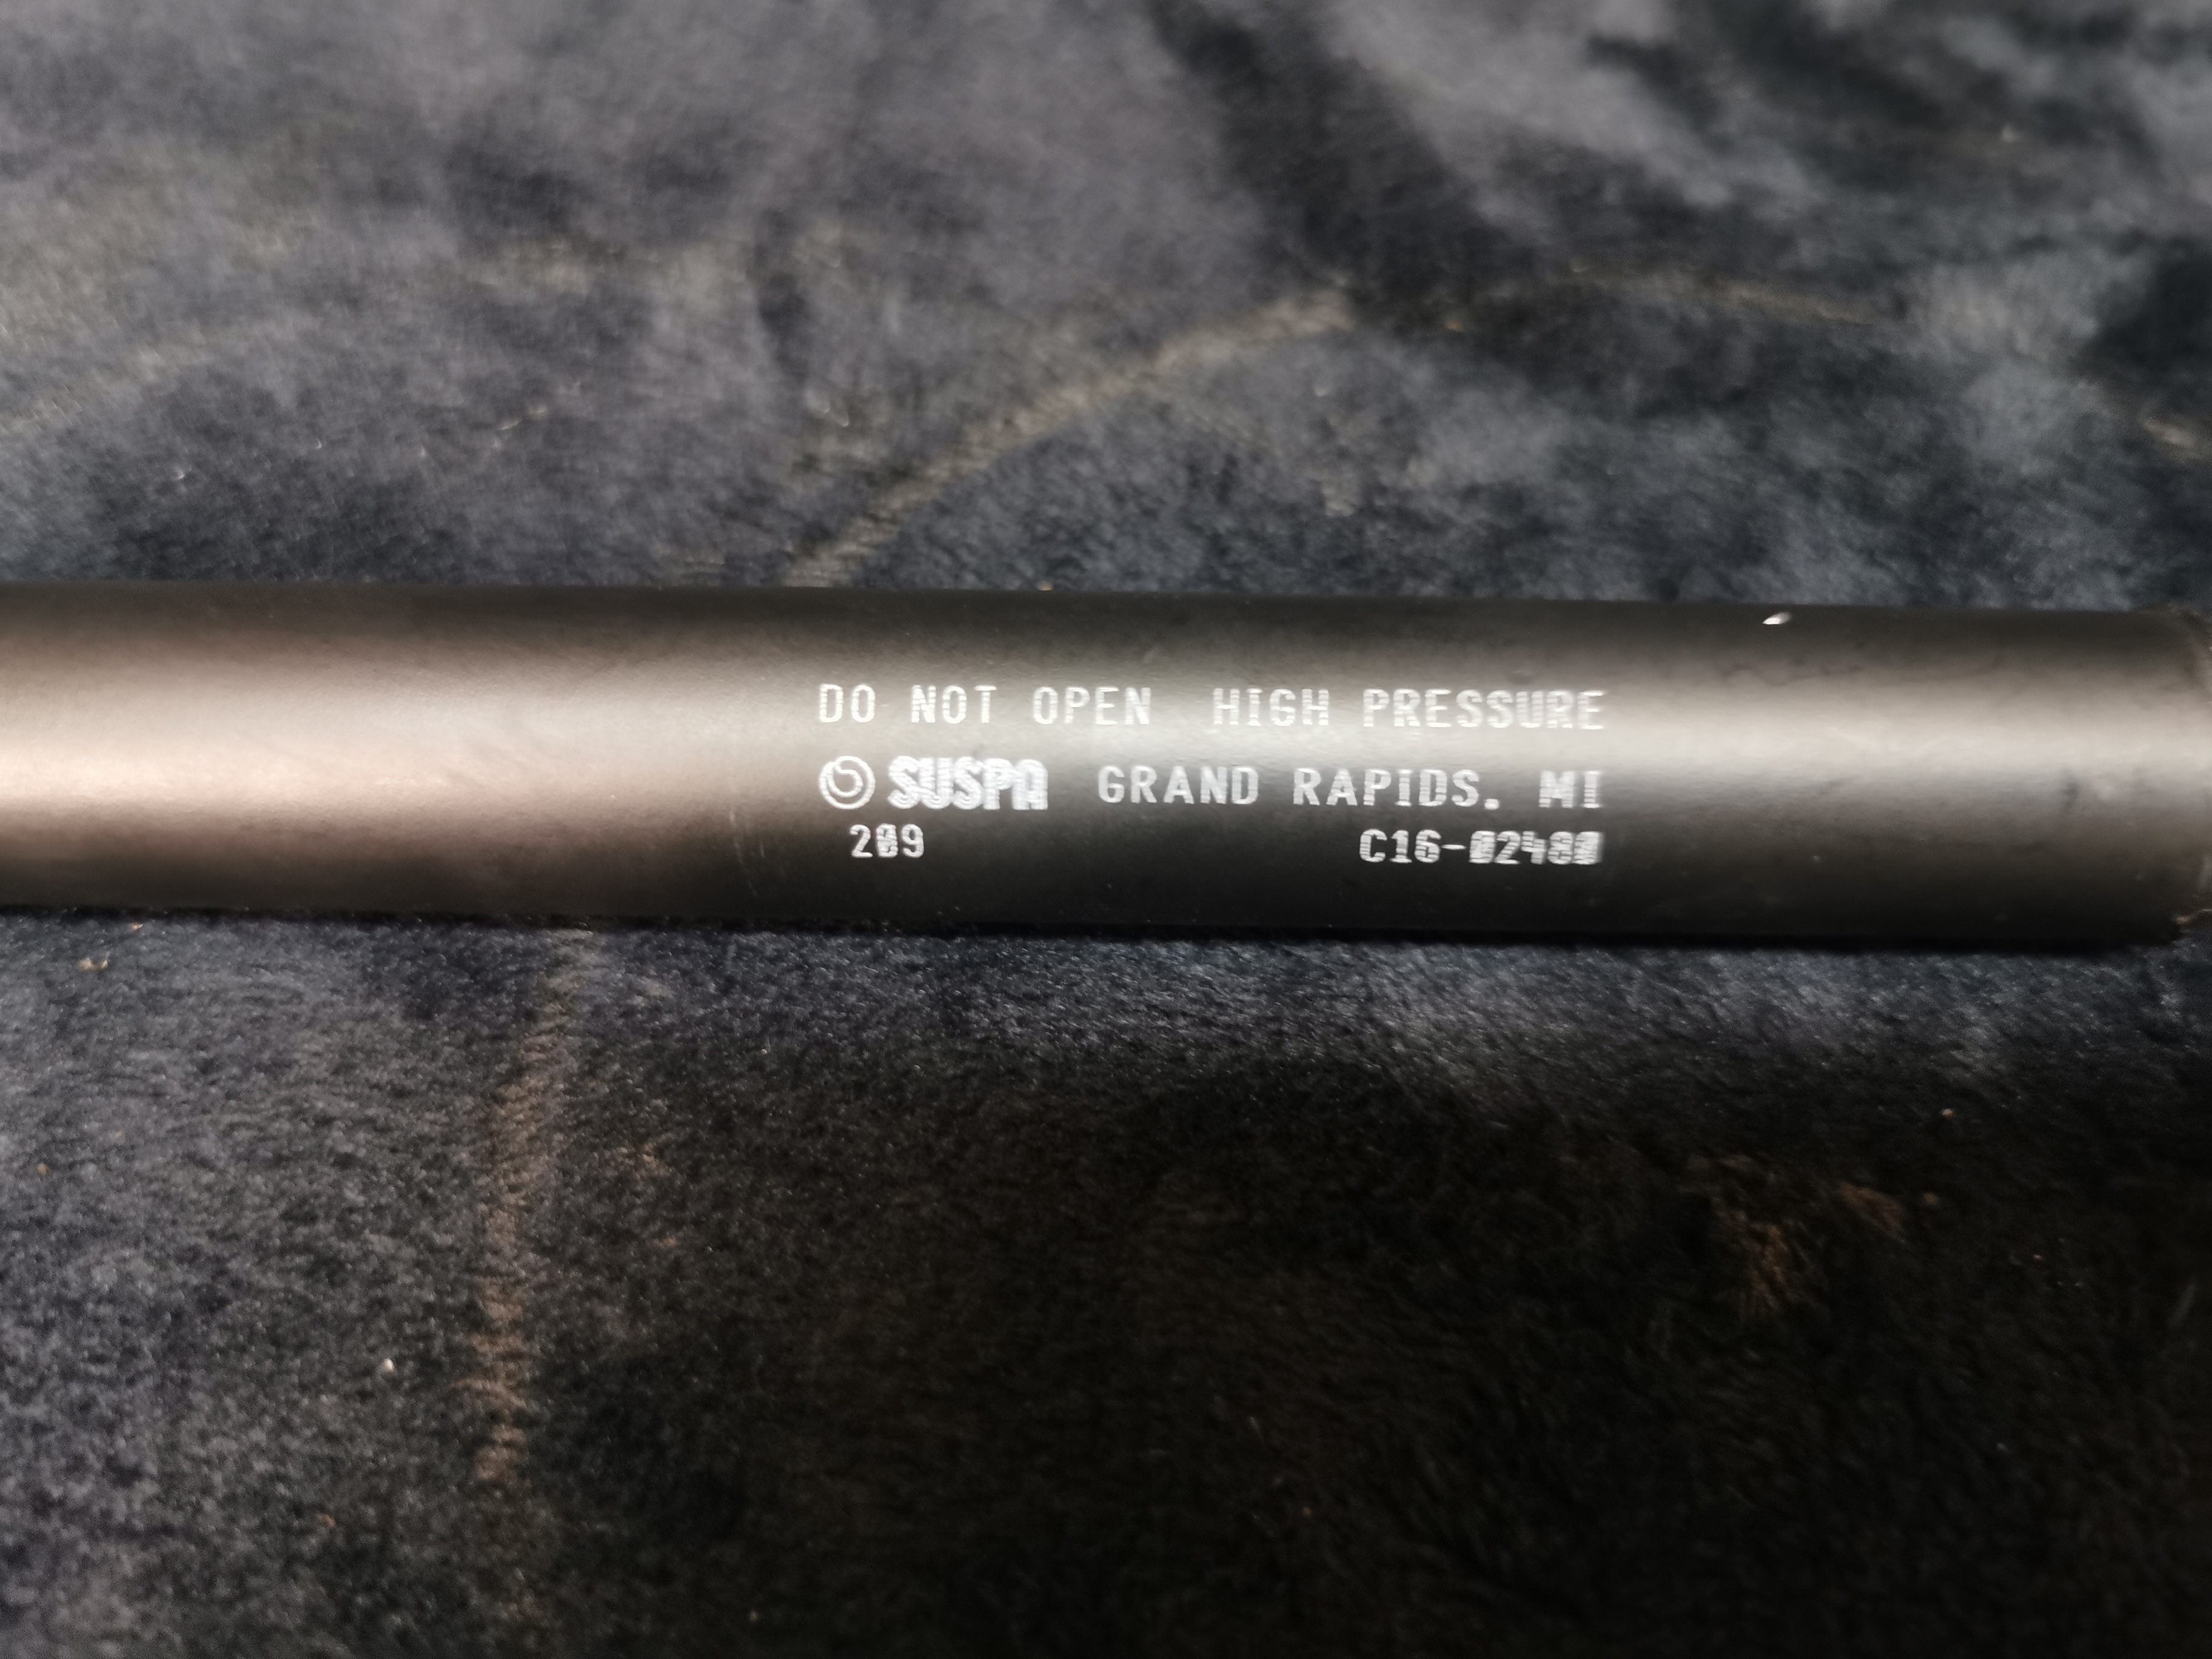 DO NOT OPEN HIGH PRESSURE
SUSPA GRAND RAPIDS. MI
209 C16-02480